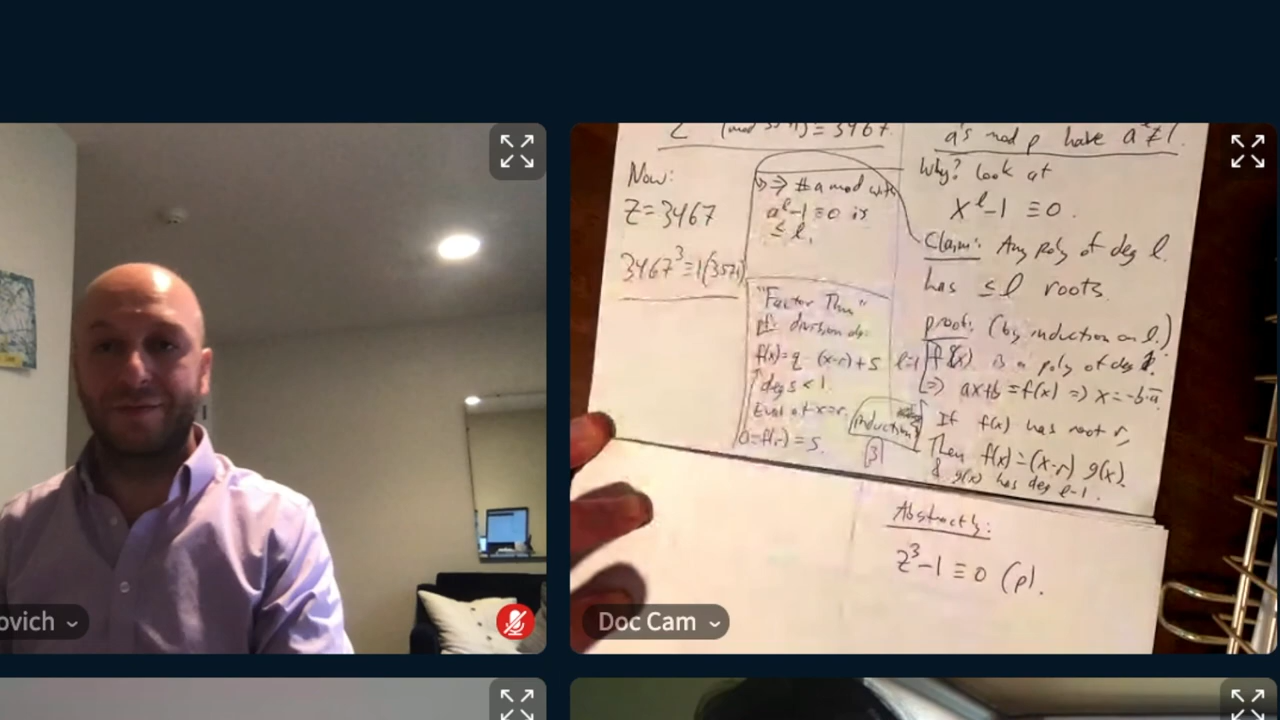 ovich
Doc Cam
Now:
z=3467
3467³≡1(3571)
⇒ # a mod with
aˡ-1≡0 is
≤ l.
"Factor Thm"
pf: division alg:
f(x)=q·(x-r)+s
deg s<1.
Eval at x=r,
0=f(r)=s.
a's mod p have aˡ≢1.
Why? look at
xˡ-1≡0.
Claim: Any poly of deg l.
has ≤l roots.
proof: (by induction on l.)
l=1 If f(x) is a poly of deg 1.
⇒ ax+b=f(x) ⇒ x=-b·ā
If f(x) has root r,
Then f(x)=(x-r) g(x).
& g(x) has deg l-1.
induction
Abstractly:
z³-1≡0 (p).